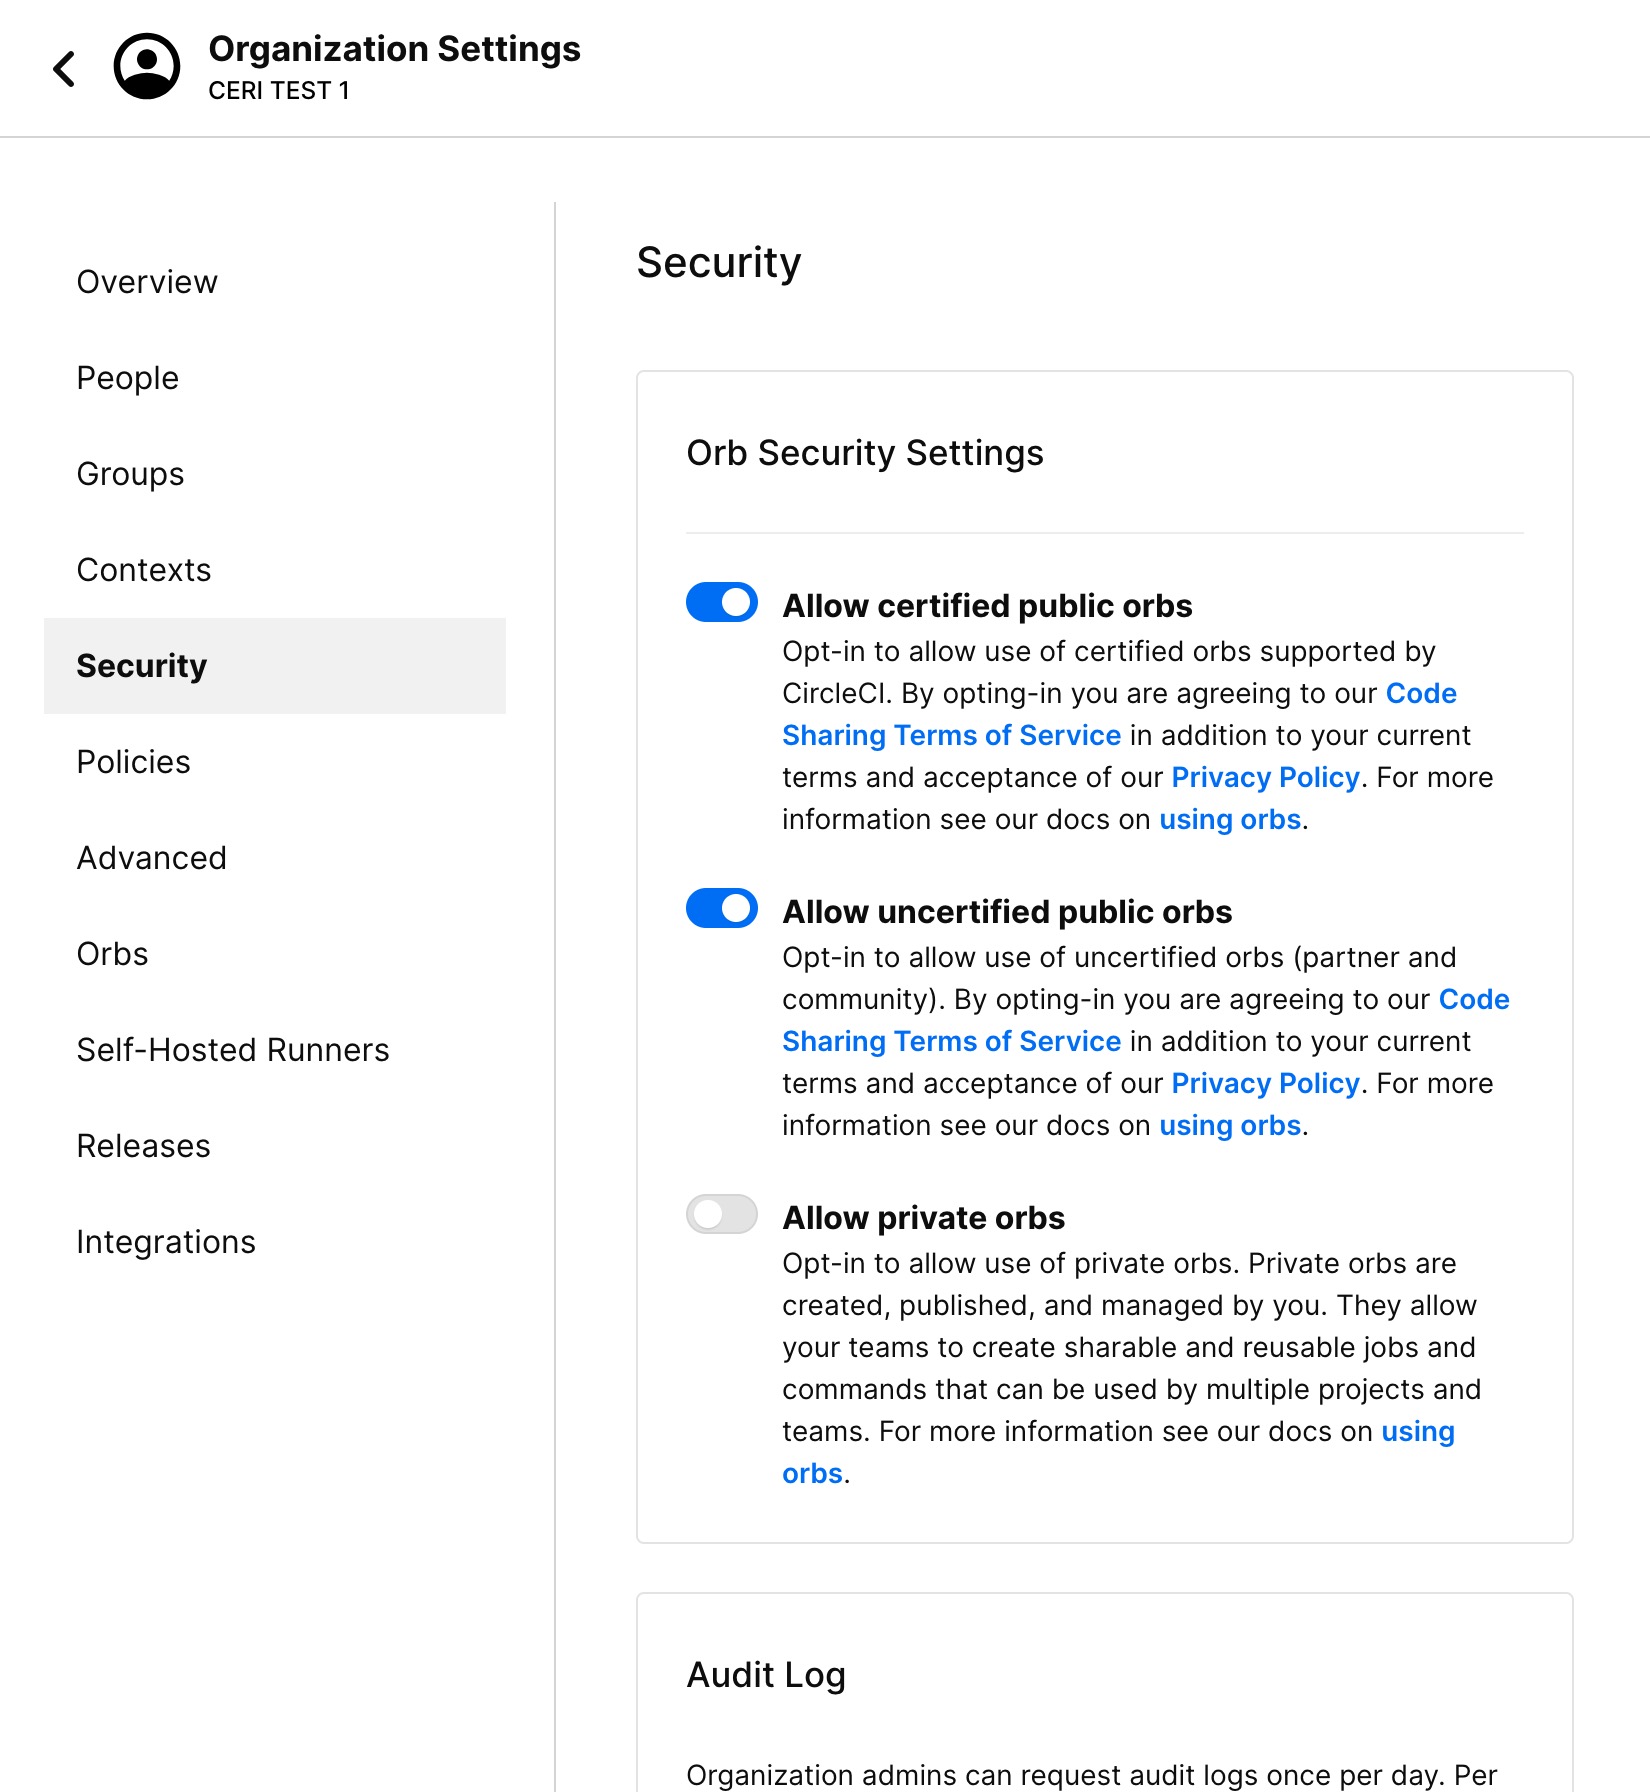 Organization Settings
CERI TEST 1
Overview
People
Groups
Contexts
Security
Policies
Advanced
Orbs
Self-Hosted Runners
Releases
Integrations
Security
Orb Security Settings
Allow certified public orbs
Opt-in to allow use of certified orbs supported by
CircleCI. By opting-in you are agreeing to our Code
Sharing Terms of Service in addition to your current
terms and acceptance of our Privacy Policy. For more
information see our docs on using orbs.
Allow uncertified public orbs
Opt-in to allow use of uncertified orbs (partner and
community). By opting-in you are agreeing to our Code
Sharing Terms of Service in addition to your current
terms and acceptance of our Privacy Policy. For more
information see our docs on using orbs.
Allow private orbs
Opt-in to allow use of private orbs. Private orbs are
created, published, and managed by you. They allow
your teams to create sharable and reusable jobs and
commands that can be used by multiple projects and
teams. For more information see our docs on using
orbs.
Audit Log
Organization admins can request audit logs once per day. Per